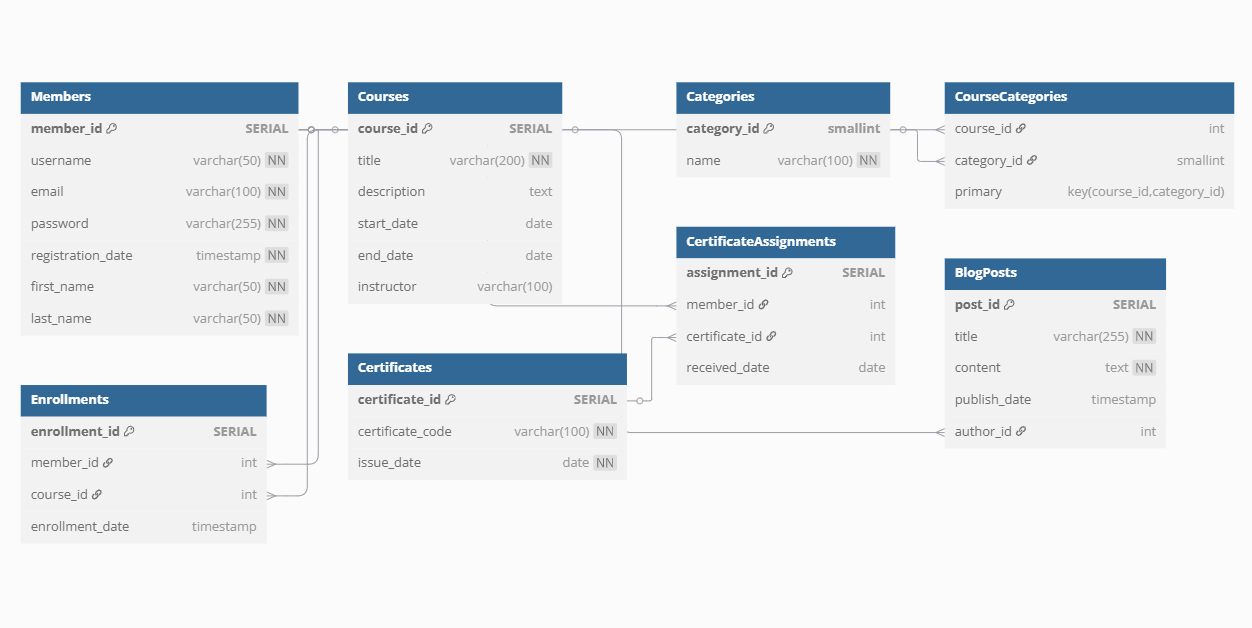 Members
member_id SERIAL
username varchar(50) NN
email varchar(100) NN
password varchar(255) NN
registration_date timestamp NN
first_name varchar(50) NN
last_name varchar(50) NN
Courses
course_id SERIAL
title varchar(200) NN
description text
start_date date
end_date date
instructor varchar(100)
Categories
category_id smallint
name varchar(100) NN
CourseCategories
course_id int
category_id smallint
primary key(course_id,category_id)
CertificateAssignments
assignment_id SERIAL
member_id int
certificate_id int
received_date date
BlogPosts
post_id SERIAL
title varchar(255) NN
content text NN
publish_date timestamp
author_id int
Certificates
certificate_id SERIAL
certificate_code varchar(100) NN
issue_date date NN
Enrollments
enrollment_id SERIAL
member_id int
course_id int
enrollment_date timestamp